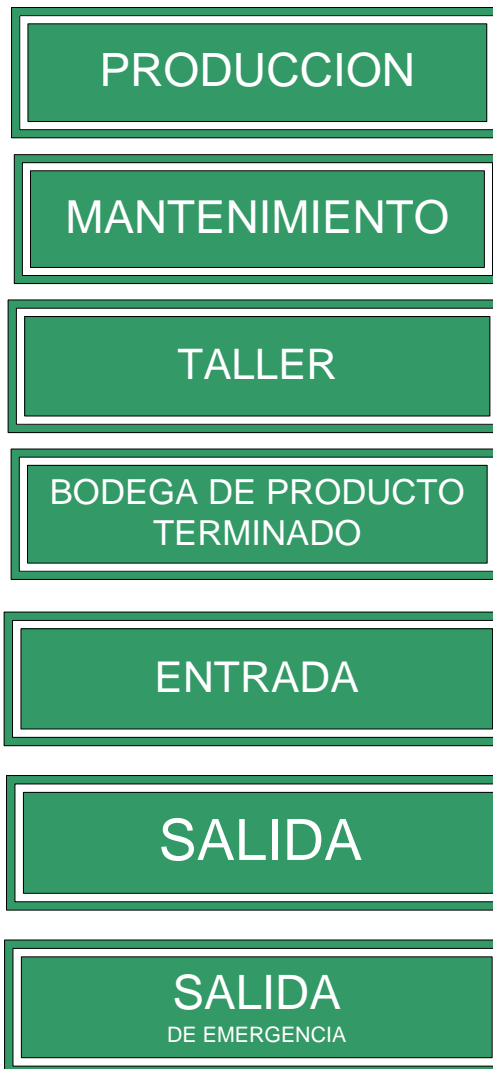 PRODUCCION
MANTENIMIENTO
TALLER
BODEGA DE PRODUCTO
TERMINADO
ENTRADA
SALIDA
SALIDA
DE EMERGENCIA